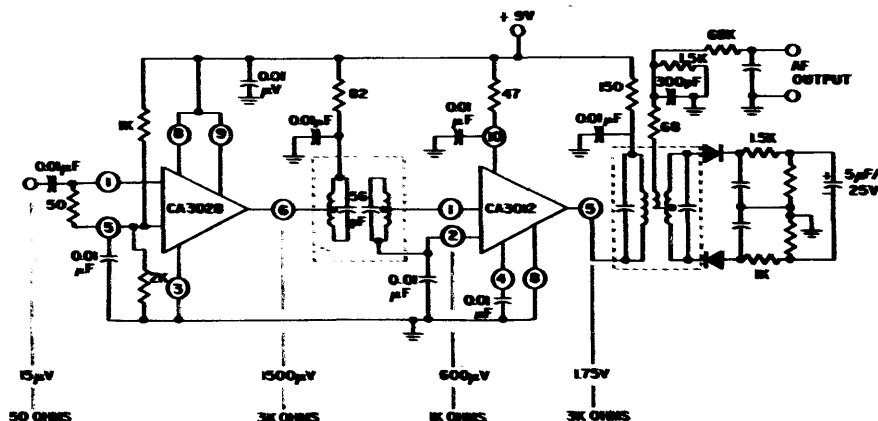 + 9V
68K
1.5K
300pF
AF
OUTPUT
0.01
µV
82
47
150
68
0.01
µF
0.01µF
0.01µF
1K
8
9
10
1.5K
0.01µF
1
50
CA3028
6
56
pF
1
CA3012
5
5µF/
25V
5
2
0.01
µF
2K
3
0.01
µF
4
8
0.01
µF
1K
15µV
1500µV
600µV
1.75V
50 OHMS
3K OHMS
1K OHMS
3K OHMS